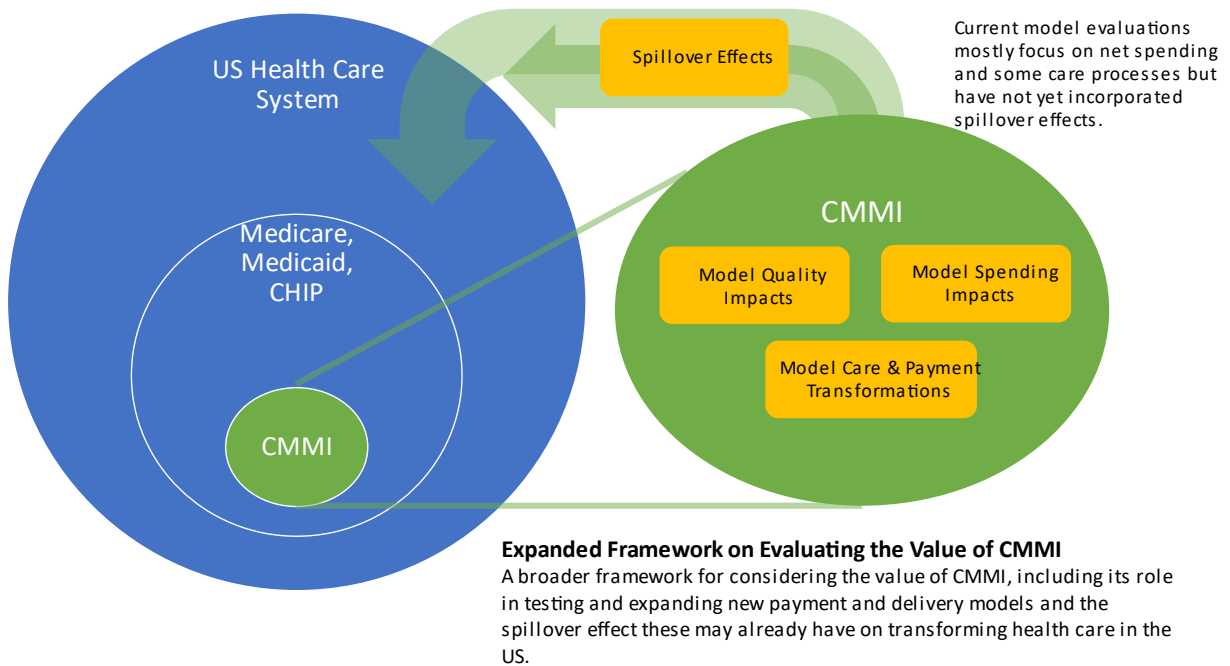 US Health Care
System
Spillover Effects
Current model evaluations
mostly focus on net spending
and some care processes but
have not yet incorporated
spillover effects.
Medicare,
Medicaid,
CHIP
CMMI
CMMI
Model Quality
Impacts
Model Spending
Impacts
Model Care & Payment
Transformations
Expanded Framework on Evaluating the Value of CMMI
A broader framework for considering the value of CMMI, including its role
in testing and expanding new payment and delivery models and the
spillover effect these may already have on transforming health care in the
US.